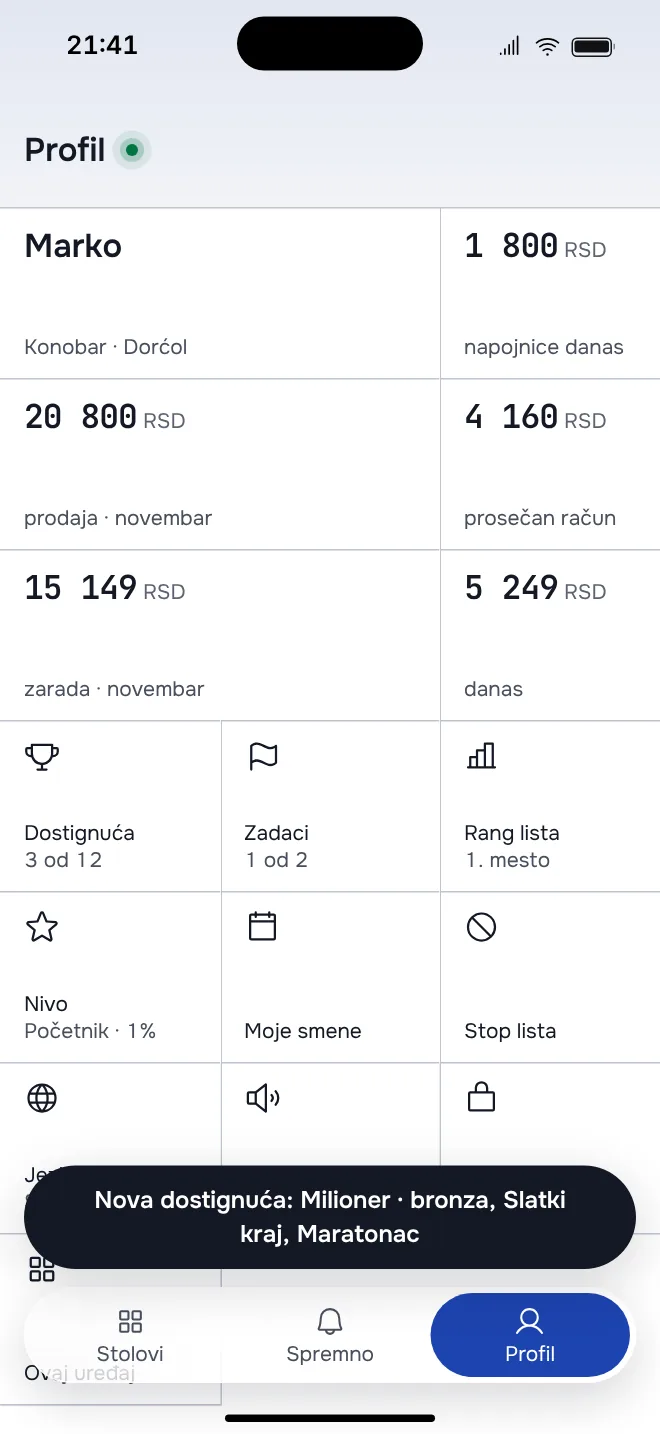 21:41
Profil
Marko
1 800 RSD
Konobar · Dorćol
napojnice danas
20 800 RSD
4 160 RSD
prodaja · novembar
prosečan račun
15 149 RSD
5 249 RSD
zarada · novembar
danas
Dostignuća
3 od 12
Zadaci
1 od 2
Rang lista
1. mesto
Nivo
Početnik · 1%
Moje smene
Stop lista
Nova dostignuća: Milioner · bronza, Slatki
kraj, Maratonac
Ovaj uređaj
Stolovi
Spremno
Profil